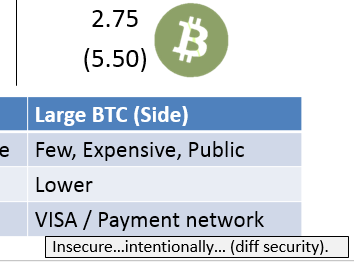 2.75
(5.50)
Large BTC (Side)
e Few, Expensive, Public
Lower
VISA / Payment network
Insecure...intentionally... (diff security).